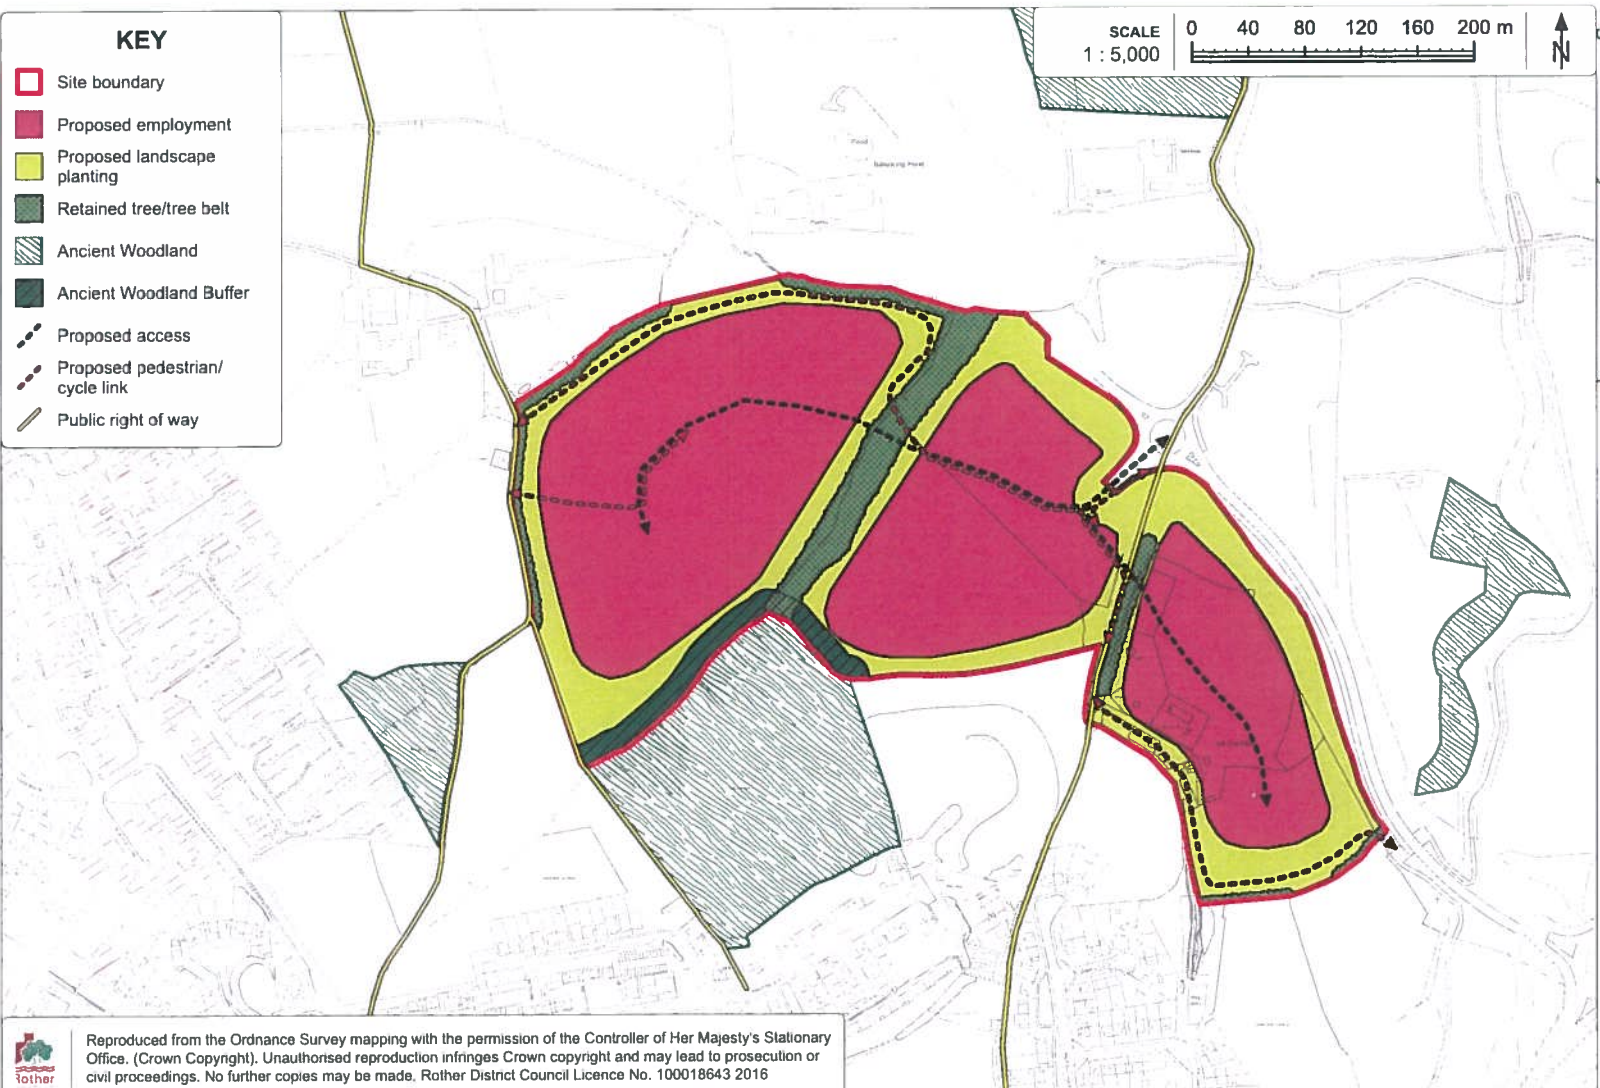 KEY
Site boundary
Proposed employment
Proposed landscape
planting
Retained tree/tree belt
Ancient Woodland
Ancient Woodland Buffer
Proposed access
Proposed pedestrian/
cycle link
Public right of way
SCALE
1 : 5,000
0 40 80 120 160 200 m
N
Rother
Reproduced from the Ordnance Survey mapping with the permission of the Controller of Her Majesty's Stationary
Office. (Crown Copyright). Unauthorised reproduction infringes Crown copyright and may lead to prosecution or
civil proceedings. No further copies may be made. Rother District Council Licence No. 100018643 2016